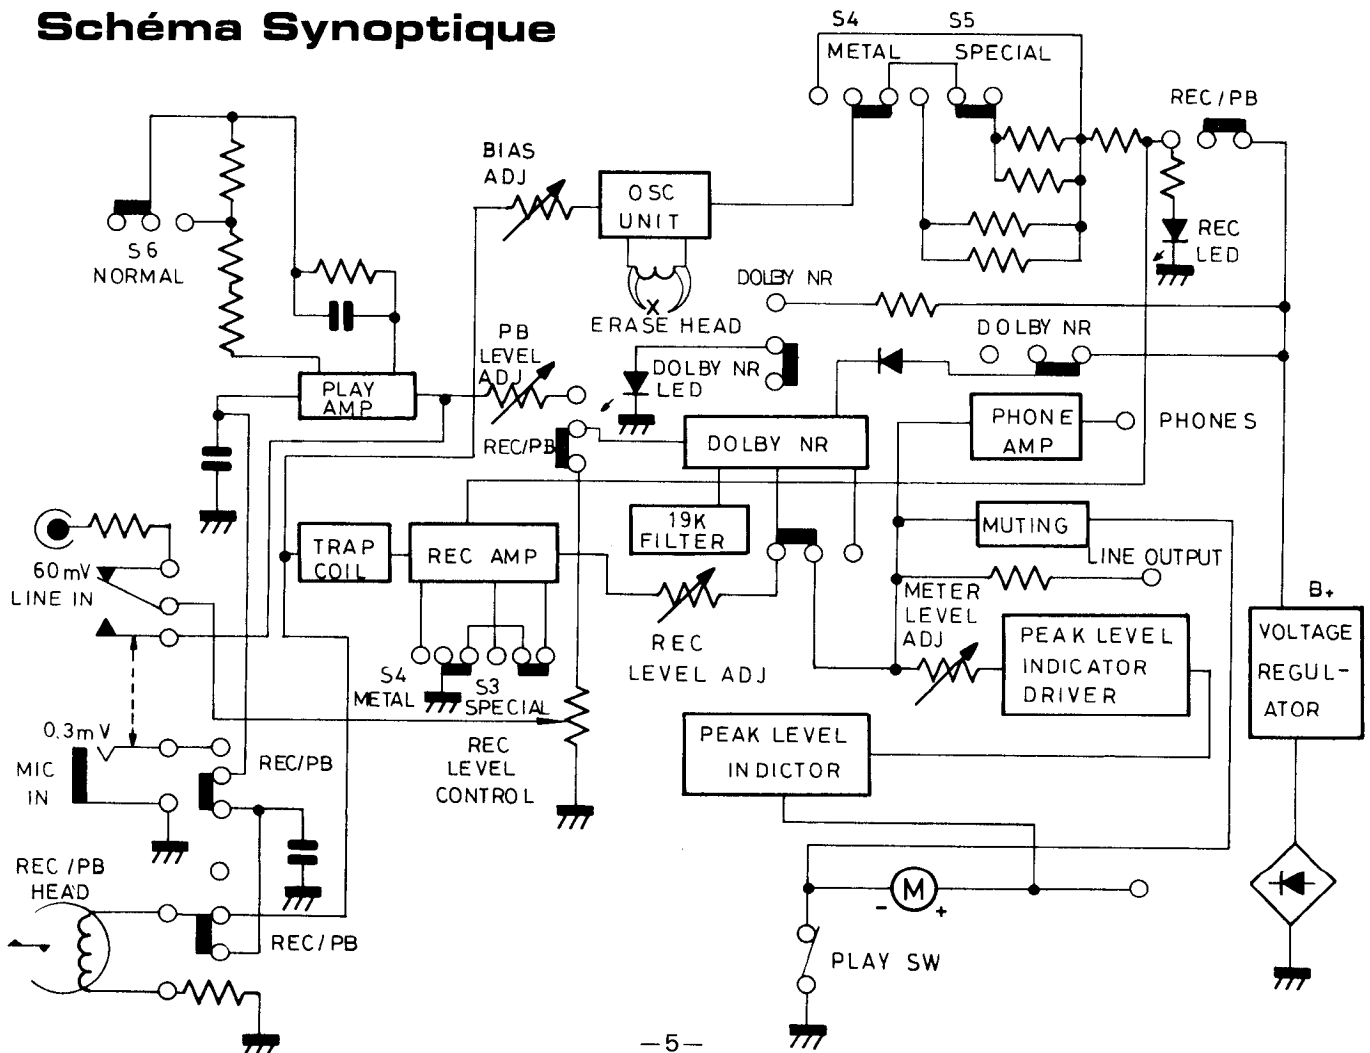 Schéma Synoptique
S4
S5
METAL
SPECIAL
REC/PB
BIAS
ADJ
OSC
UNIT
S6
NORMAL
REC
LED
DOLBY NR
ERASE HEAD
DOLBY NR
PB
LEVEL
ADJ
DOLBY NR
LED
PLAY
AMP
PHONE
AMP
PHONES
REC/PB
DOLBY NR
19K
FILTER
MUTING
LINE OUTPUT
TRAP
COIL
REC AMP
60mV
LINE IN
METER
LEVEL
ADJ
B+
VOLTAGE
REGUL-
ATOR
PEAK LEVEL
INDICATOR
DRIVER
REC
LEVEL ADJ
S4
METAL
S3
SPECIAL
0.3mV
MIC
IN
REC/PB
REC
LEVEL
CONTROL
PEAK LEVEL
INDICTOR
REC/PB
HEAD
REC/PB
- M +
PLAY SW
—5—